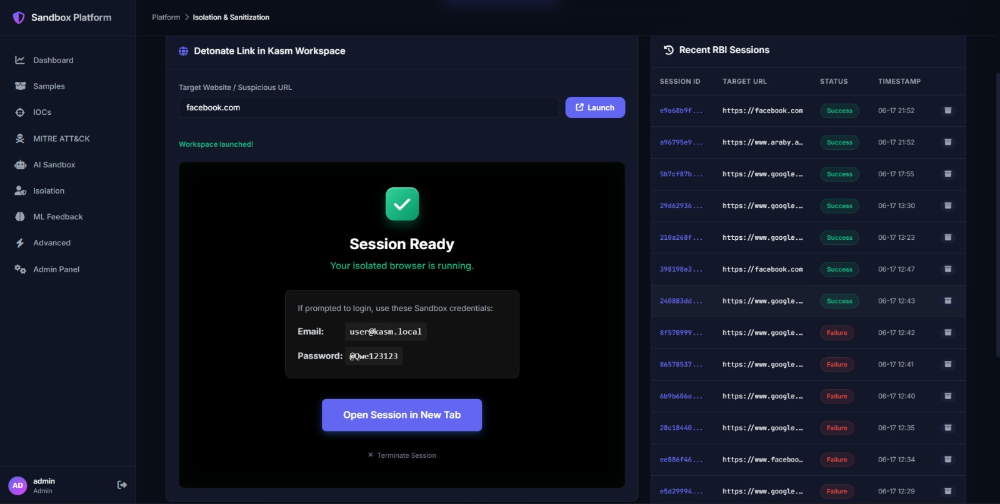 Sandbox Platform
Platform > Isolation & Sanitization
Dashboard
Samples
IOCs
MITRE ATT&CK
AI Sandbox
Isolation
ML Feedback
Advanced
Admin Panel
AD
admin
Admin
Detonate Link in Kasm Workspace
Target Website / Suspicious URL
facebook.com
Launch
Workspace launched!
Session Ready
Your isolated browser is running.
If prompted to login, use these Sandbox credentials:
Email: user@kasm.local
Password: @Qwe123123
Open Session in New Tab
× Terminate Session
Recent RBI Sessions
SESSION ID TARGET URL STATUS TIMESTAMP
e9a68b9f... https://facebook.com Success 06-17 21:52
a96795e9... https://www.araby.a… Success 06-17 21:52
5b7cf87b... https://www.google.… Success 06-17 17:55
29d62936... https://www.google.… Success 06-17 13:30
210a268f... https://www.google.… Success 06-17 13:23
398198e3... https://facebook.com Success 06-17 12:47
240883dd... https://www.google.… Success 06-17 12:43
8f570999... https://www.google.… Failure 06-17 12:42
86578537... https://www.google.… Failure 06-17 12:41
6b9b606a... https://www.google.… Failure 06-17 12:40
28c18440... https://www.google.… Failure 06-17 12:35
ee886f46... https://www.faceboo… Failure 06-17 12:34
e5d29994... https://www.google.… Failure 06-17 12:29